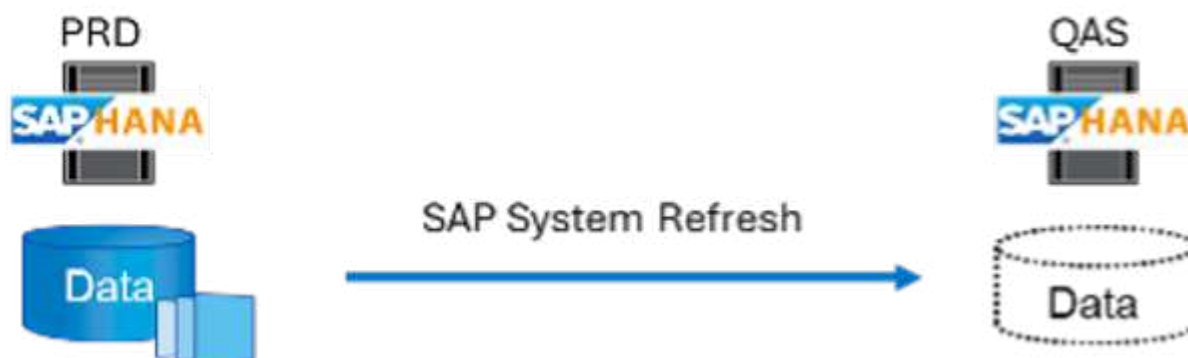 PRD
SAP HANA
Data
SAP System Refresh
QAS
SAP HANA
Data